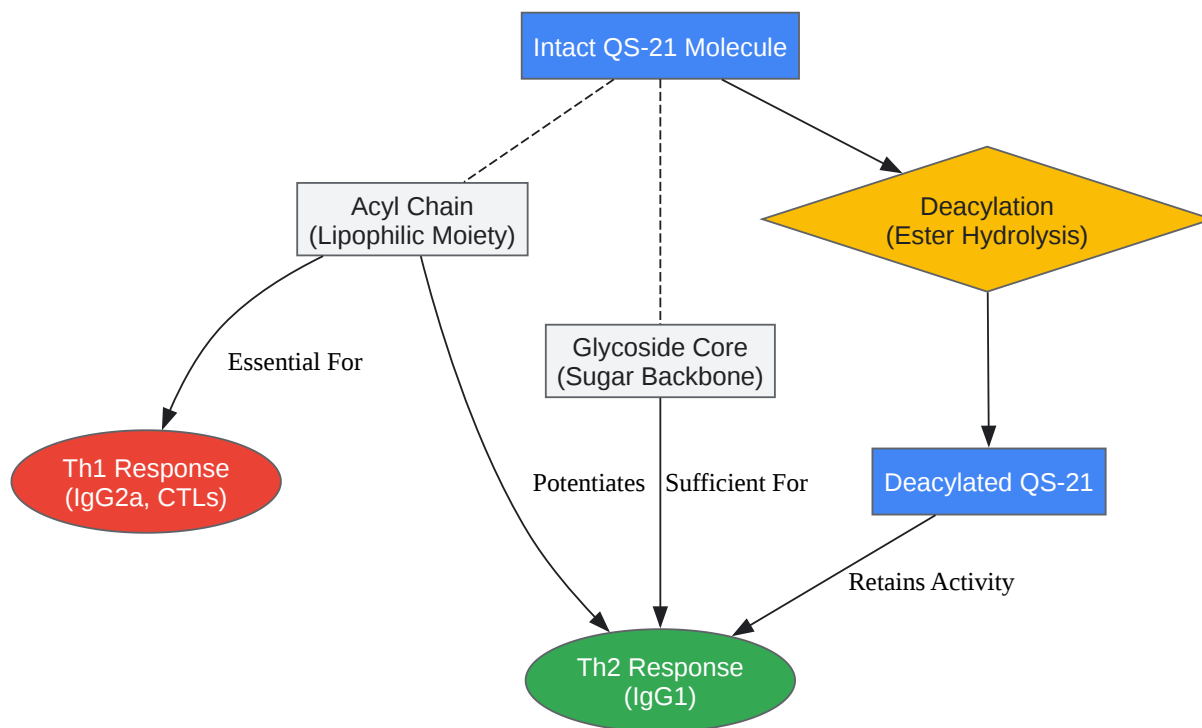 Intact QS-21 Molecule
Acyl Chain
(Lipophilic Moiety)
Deacylation
(Ester Hydrolysis)
Glycoside Core
(Sugar Backbone)
Essential For
Th1 Response
(IgG2a, CTLs)
Potentiates
Sufficient For
Deacylated QS-21
Retains Activity
Th2 Response
(IgG1)